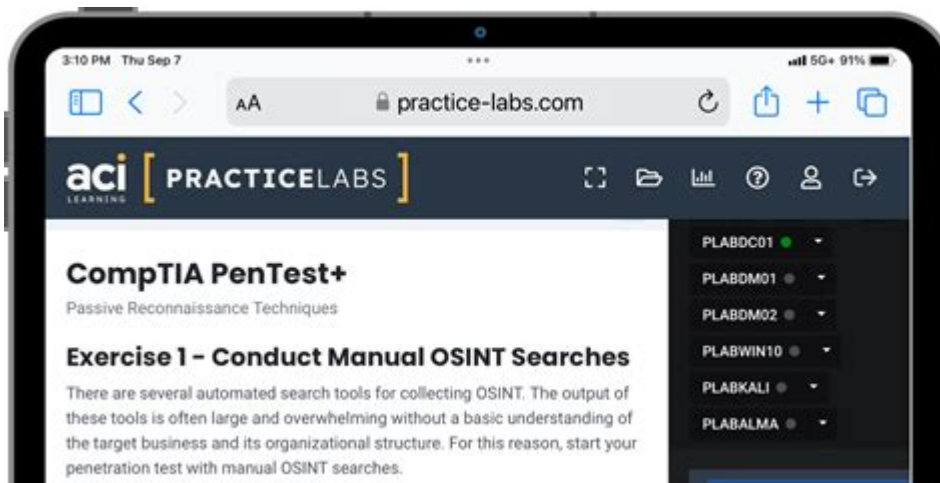 3:10 PM Thu Sep 7
5G+ 91%
AA
practice-labs.com
aci
LEARNING
PRACTICELABS
CompTIA PenTest+
Passive Reconnaissance Techniques
Exercise 1 - Conduct Manual OSINT Searches
There are several automated search tools for collecting OSINT. The output of
these tools is often large and overwhelming without a basic understanding of
the target business and its organizational structure. For this reason, start your
penetration test with manual OSINT searches.
PLABDC01
PLABDM01
PLABDM02
PLABWIN10
PLABKALI
PLABALMA